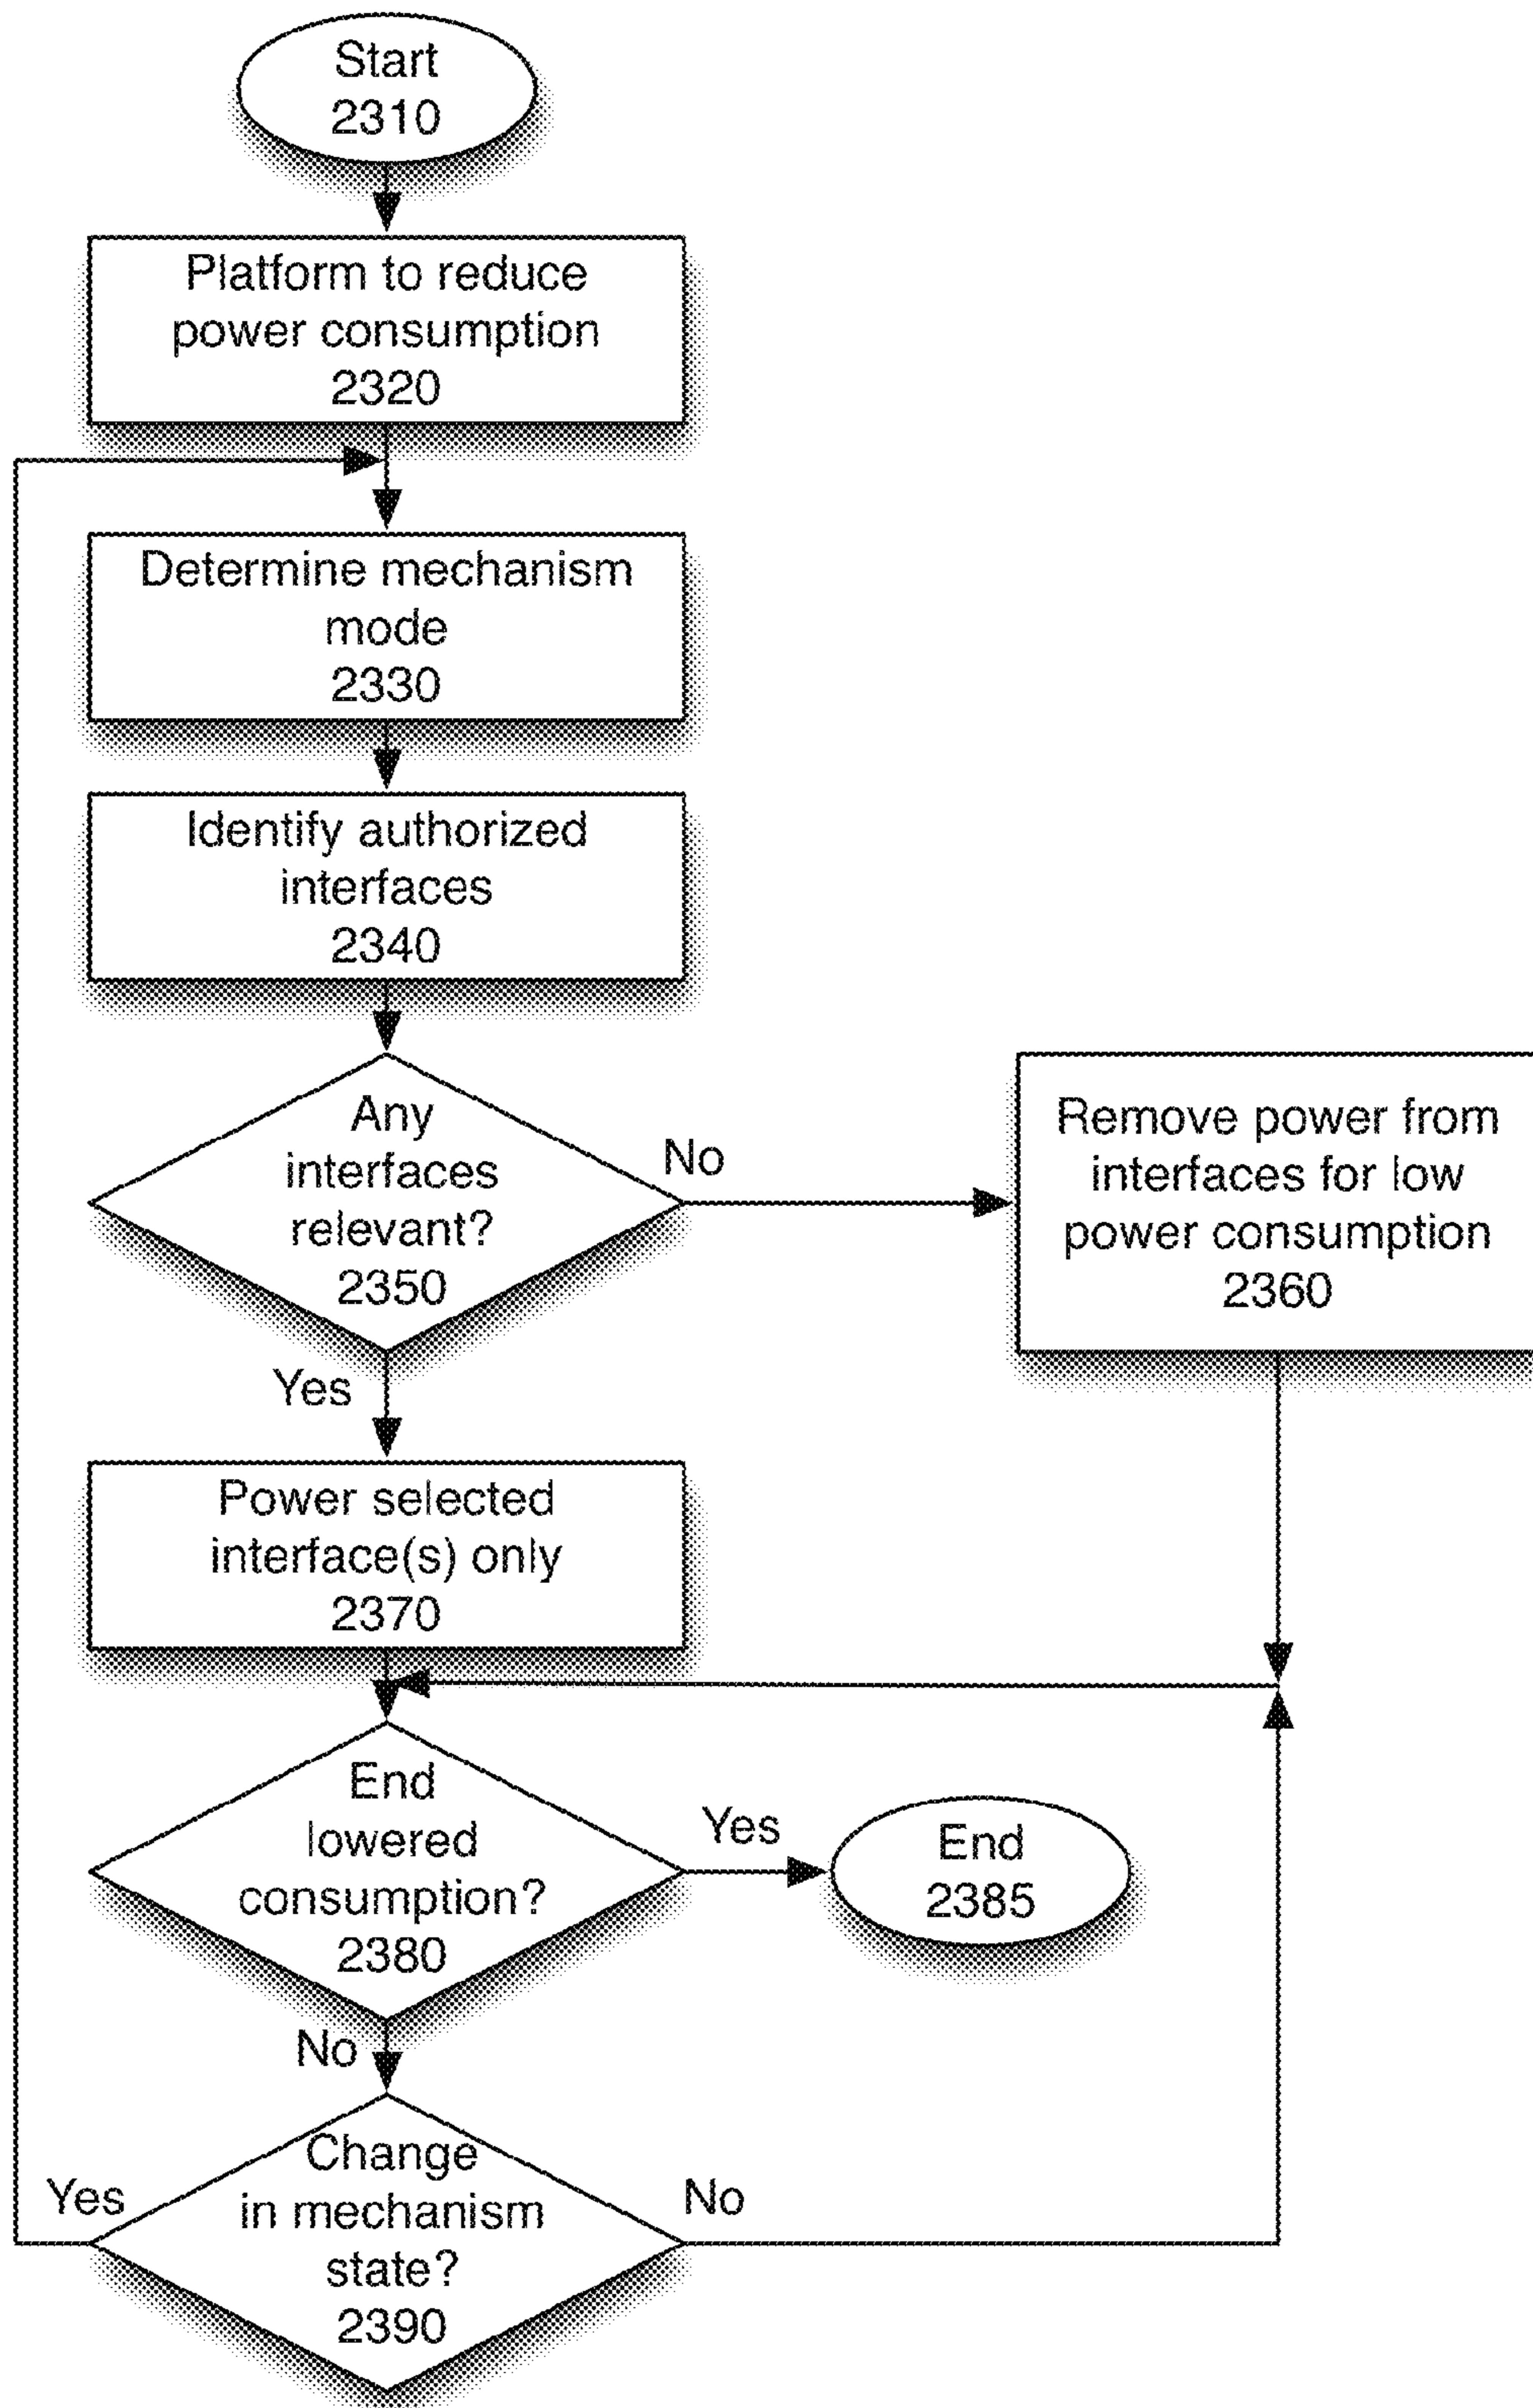 Start
2310
Platform to reduce
power consumption
2320
Determine mechanism
mode
2330
Identify authorized
interfaces
2340
Any
interfaces
relevant?
2350
No
Remove power from
interfaces for low
power consumption
2360
Yes
Power selected
interface(s) only
2370
End
lowered
consumption?
2380
Yes
End
2385
No
Change
in mechanism
state?
2390
Yes
No